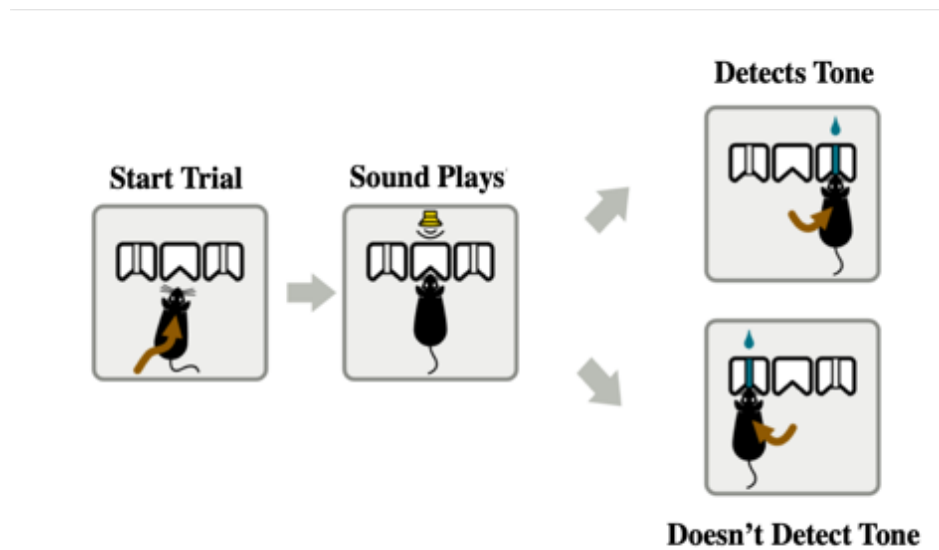 Detects Tone
Start Trial
Sound Plays
Doesn't Detect Tone